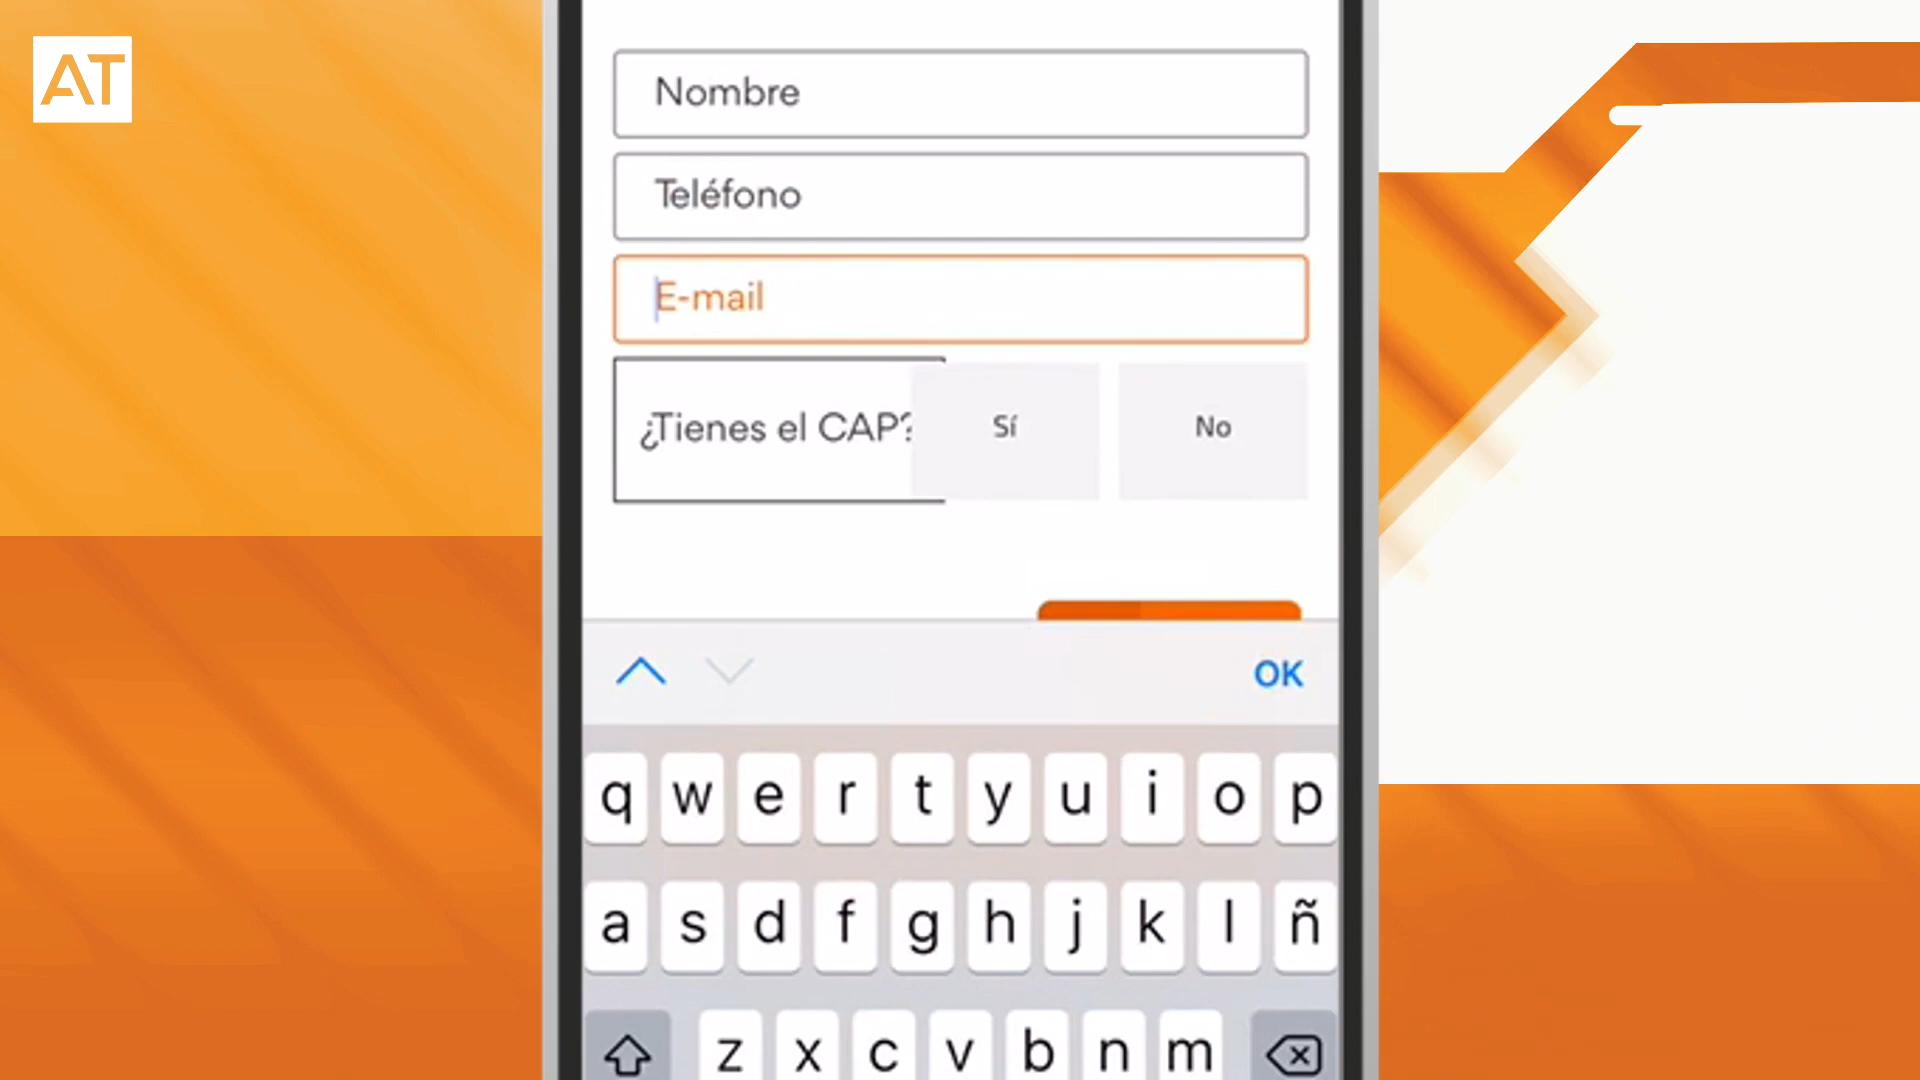 AT
Nombre
Teléfono
E-mail
¿Tienes el CAP?
Sí
No
OK
q w e r t y u i o p
a s d f g h j k l ñ
z x c v b n m